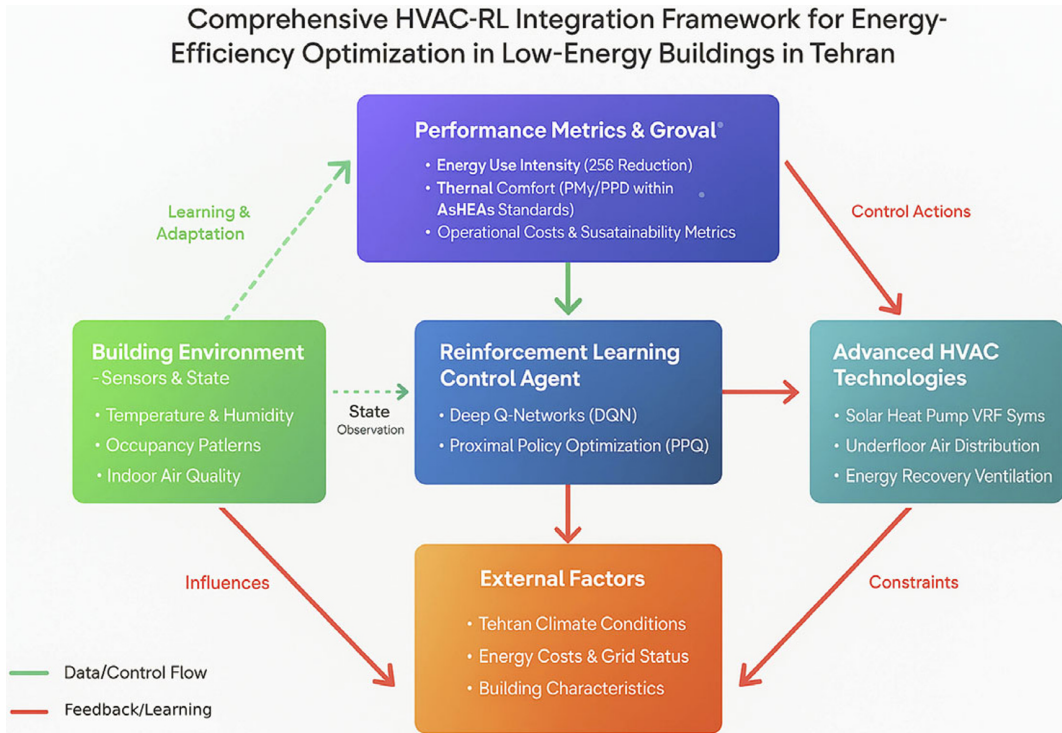 Comprehensive HVAC-RL Integration Framework for Energy-
Efficiency Optimization in Low-Energy Buildings in Tehran
Performance Metrics & Groval
• Energy Use Intensity (256 Reduction)
• Thermal Comfort (PMy/PPD within
AsHEAs Standards)
• Operational Costs & Susatainability Metrics
Learning &
Adaptation
Control Actions
Building Environment
-Sensors & State
• Temperature & Humidity
• Occupancy Patlerns
• Indoor Air Quality
State
Observation
Reinforcement Learning
Control Agent
• Deep Q-Networks (DQN)
• Proximal Policy Optimization (PPQ)
Advanced HVAC
Technologies
• Solar Heat Pump VRF Syms
• Underfloor Air Distribution
• Energy Recovery Ventilation
Influences
External Factors
• Tehtan Climate Conditions
• Energy Costs & Grid Status
• Building Characteristics
Constraints
Data/Control Flow
Feedback/Learning